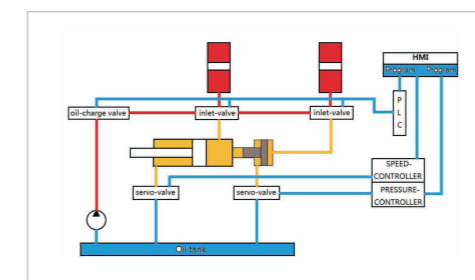 HMI
Program Program
oil-charge valve
inlet-valve
inlet-valve
P
L
C
SPEED-
CONTROLLER
servo-valve
servo-valve
PRESSURE-
CONTROLLER
Oil tank